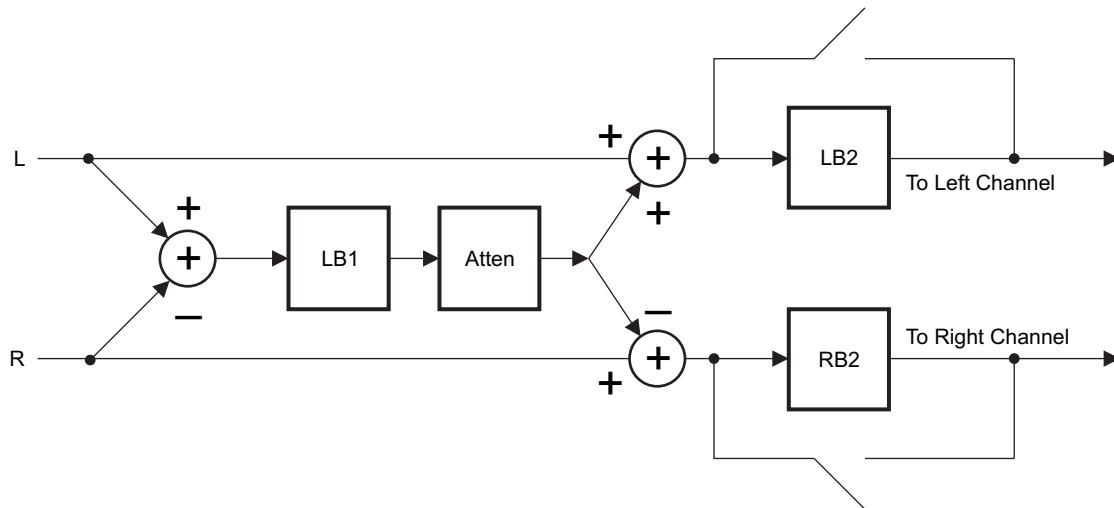 +
L
+
LB2
To Left Channel
+
+
+
LB1
Atten
−
−
To Right Channel
R
+
RB2
+